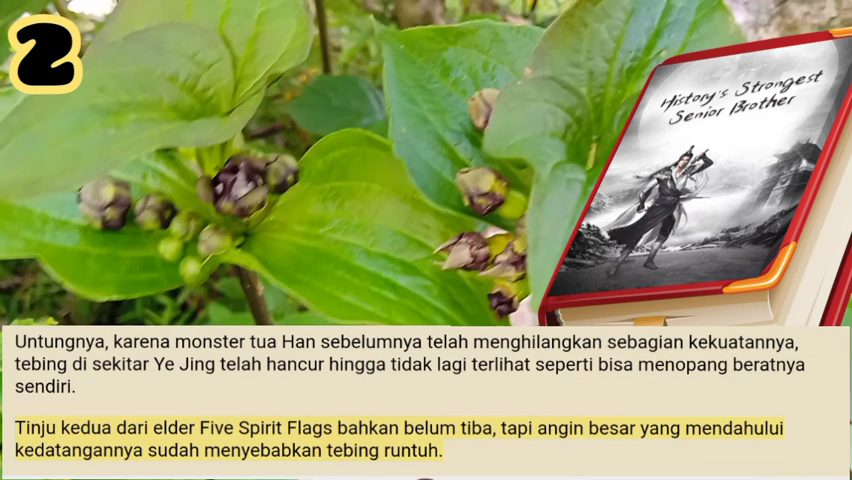 2
History's Strongest
Senior Brother
Untungnya, karena monster tua Han sebelumnya telah menghilangkan sebagian kekuatannya,
tebing di sekitar Ye Jing telah hancur hingga tidak lagi terlihat seperti bisa menopang beratnya
sendiri.
Tinju kedua dari elder Five Spirit Flags bahkan belum tiba, tapi angin besar yang mendahului
kedatangannya sudah menyebabkan tebing runtuh.